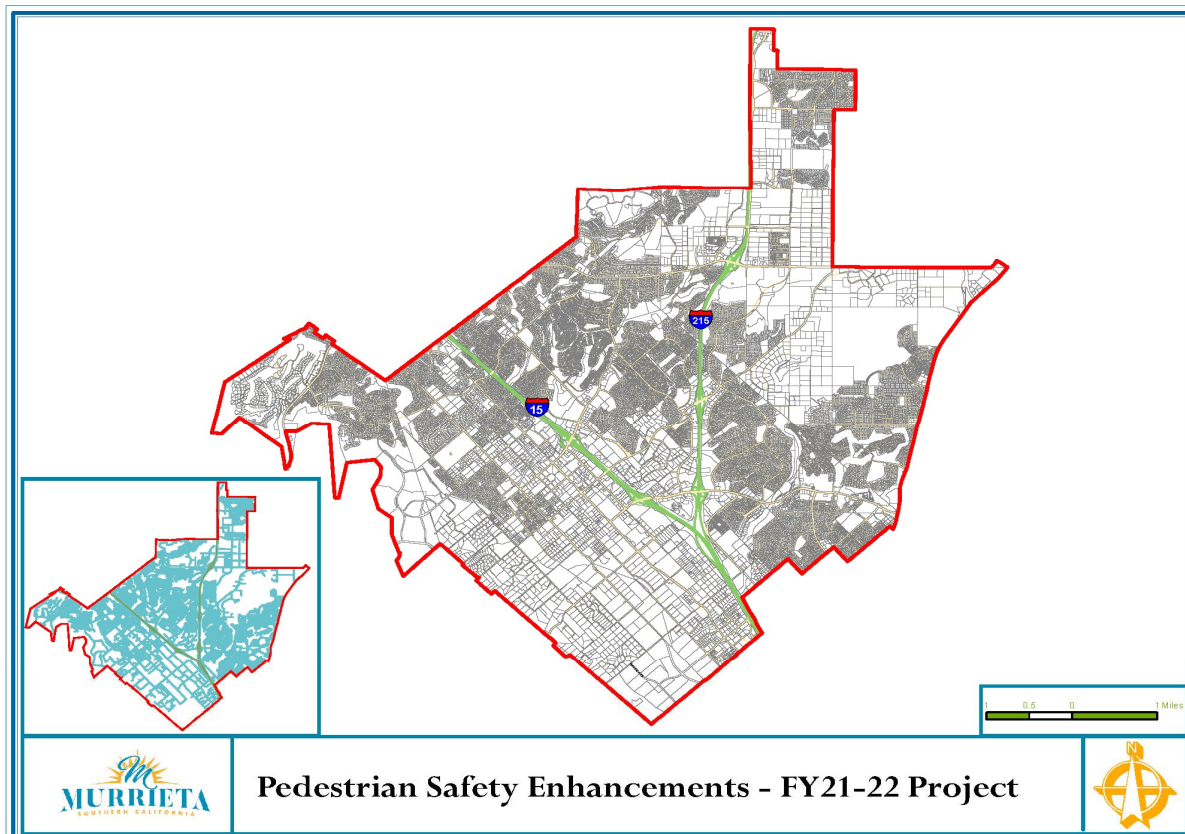 215
15
1 0.5 0 1 Miles
M
MURRIETA
SOUTHERN CALIFORNIA
Pedestrian Safety Enhancements - FY21-22 Project
N